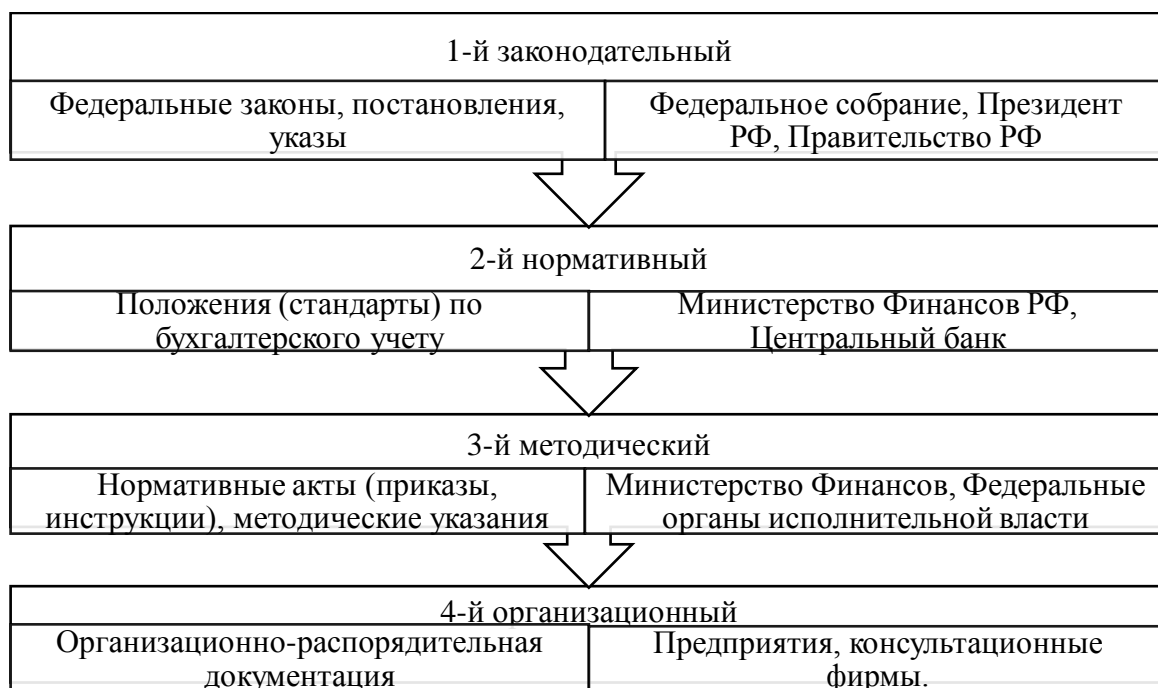 1-й законодательный
Федеральные законы, постановления,
указы
Федеральное собрание, Президент
РФ, Правительство РФ
2-й нормативный
Положения (стандарты) по
бухгалтерского учету
Министерство Финансов РФ,
Центральный банк
3-й методический
Нормативные акты (приказы,
инструкции), методические указания
Министерство Финансов, Федеральные
органы исполнительной власти
4-й организационный
Организационно-распорядительная
документация
Предприятия, консультационные
фирмы.